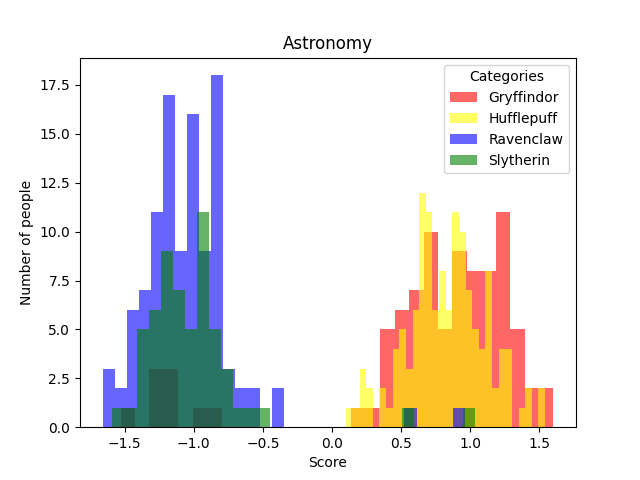 Astronomy
Categories
Gryffindor
Hufflepuff
Ravenclaw
Slytherin
17.5
15.0
12.5
10.0
7.5
5.0
2.5
0.0
Number of people
−1.5 −1.0 −0.5 0.0 0.5 1.0 1.5
Score